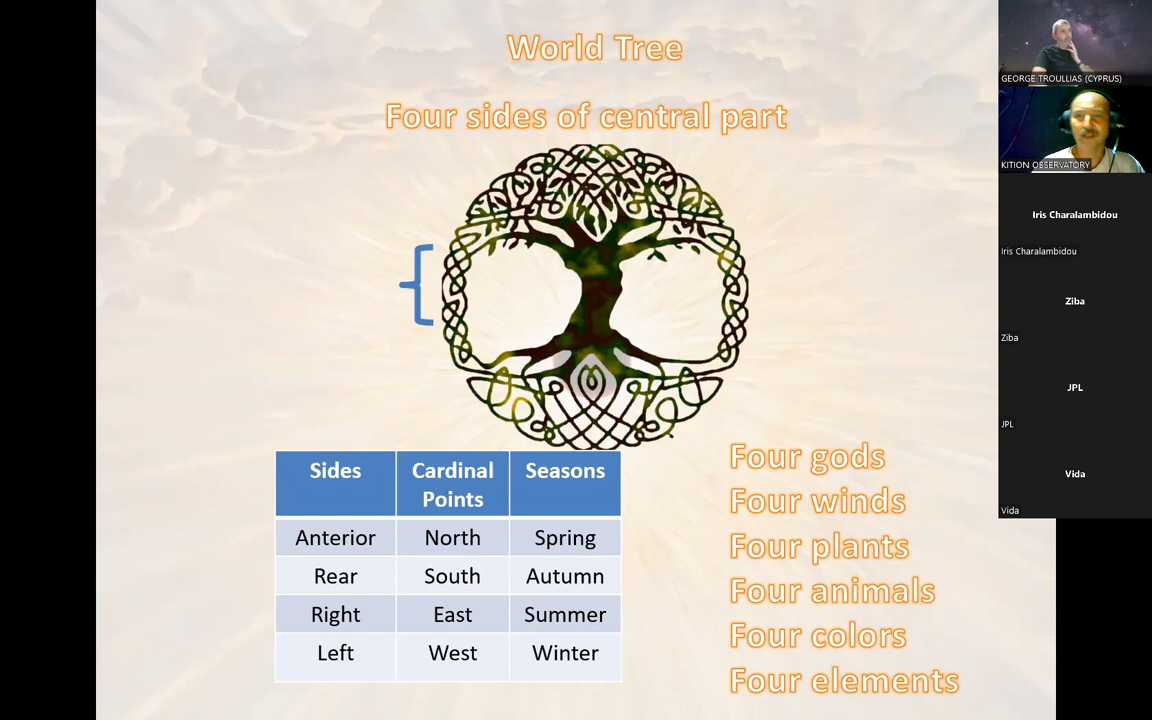 World Tree
Four sides of central part
Sides Cardinal Points Seasons
Anterior North Spring
Rear South Autumn
Right East Summer
Left West Winter
Four gods
Four winds
Four plants
Four animals
Four colors
Four elements
GEORGE TROULLIAS (CYPRUS)
KITION OBSERVATORY
Iris Charalambidou
Iris Charalambidou
Ziba
Ziba
JPL
JPL
Vida
Vida